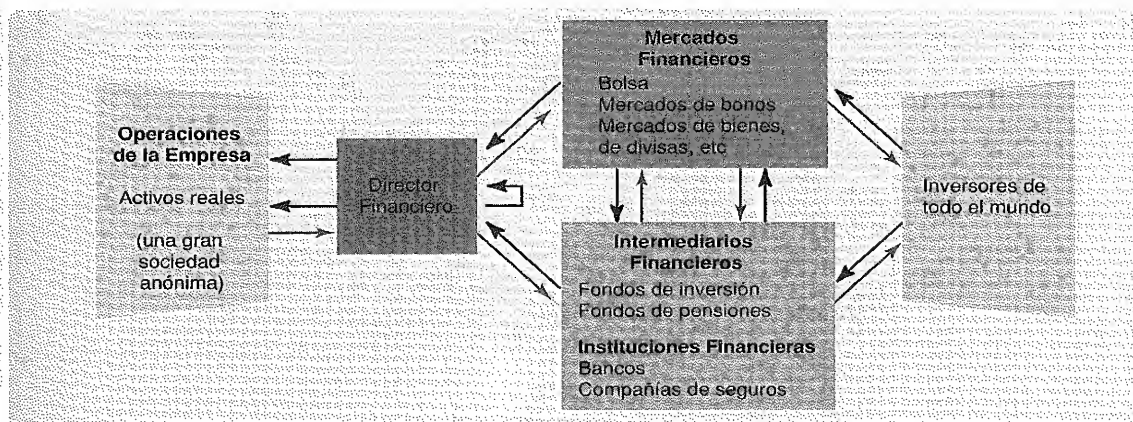 Operaciones
de la Empresa
Activos reales
(una gran
sociedad
anónima)
Director
Financiero
Mercados
Financieros
Bolsa
Mercados de bonos
Mercados de bienes,
de divisas, etc
Intermediarios
Financieros
Fondos de inversión
Fondos de pensiones
Instituciones Financieras
Bancos
Compañías de seguros
Inversores de
todo el mundo